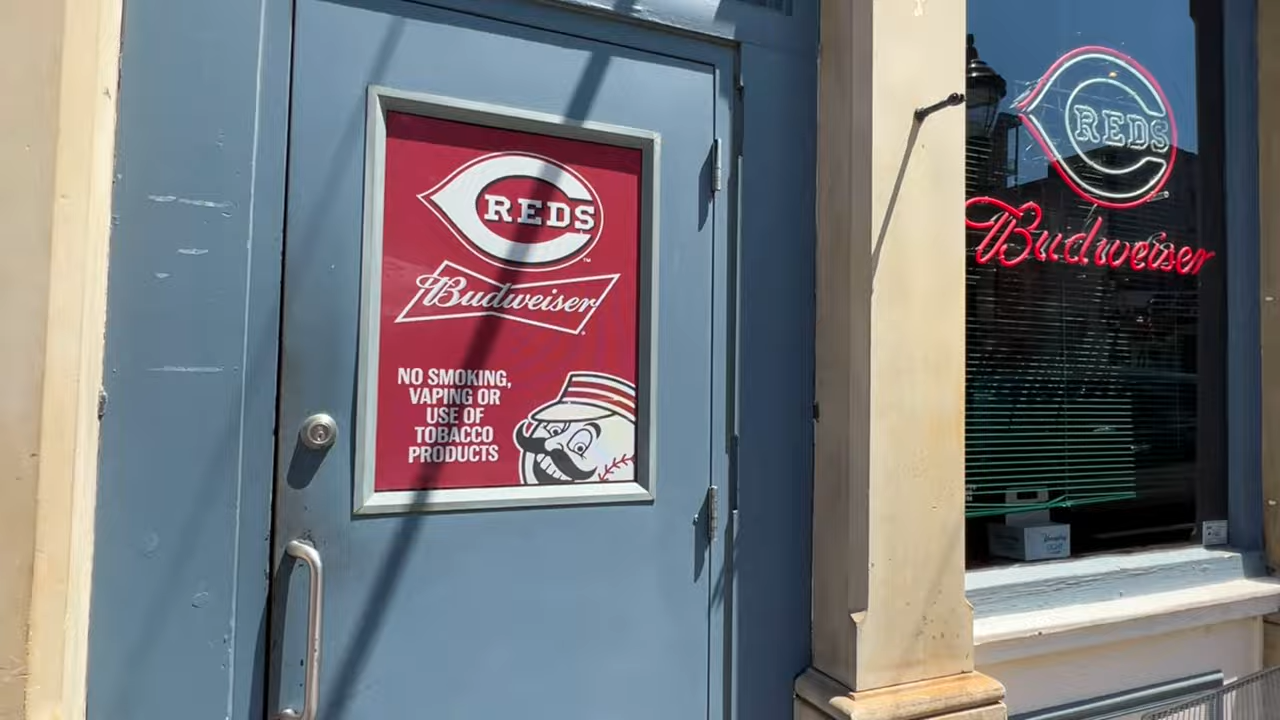 REDS
Budweiser
NO SMOKING,
VAPING OR
USE OF
TOBACCO
PRODUCTS
REDS
Budweiser